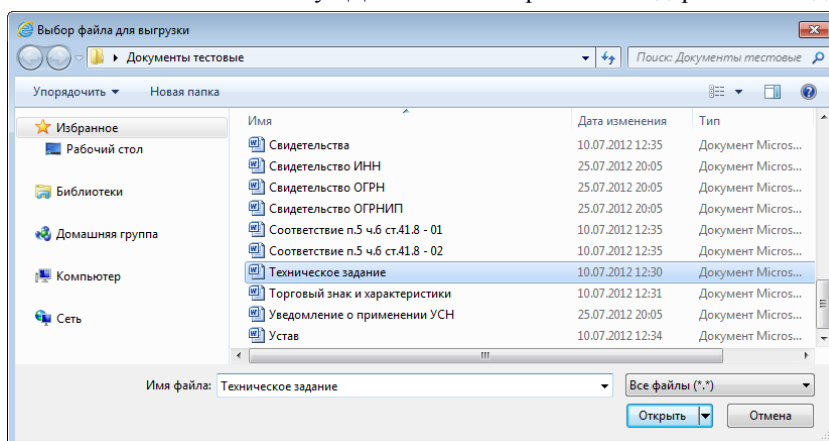 Выбор файла для выгрузки
Документы тестовые
Поиск: Документы тестовые
Упорядочить
Новая папка
Избранное
Рабочий стол
Библиотеки
Домашняя группа
Компьютер
Сеть
Имя Дата изменения Тип
Свидетельства 10.07.2012 12:35 Документ Micros...
Свидетельство ИНН 25.07.2012 20:05 Документ Micros...
Свидетельство ОГРН 25.07.2012 20:05 Документ Micros...
Свидетельство ОГРНИП 25.07.2012 20:05 Документ Micros...
Соответствие п.5 ч.6 ст.41.8 - 01 10.07.2012 12:35 Документ Micros...
Соответствие п.5 ч.6 ст.41.8 - 02 10.07.2012 12:35 Документ Micros...
Техническое задание 10.07.2012 12:30 Документ Micros...
Торговый знак и характеристики 10.07.2012 12:31 Документ Micros...
Уведомление о применении УСН 25.07.2012 20:05 Документ Micros...
Устав 10.07.2012 12:34 Документ Micros...
Имя файла: Техническое задание
Все файлы (*.*)
Открыть
Отмена